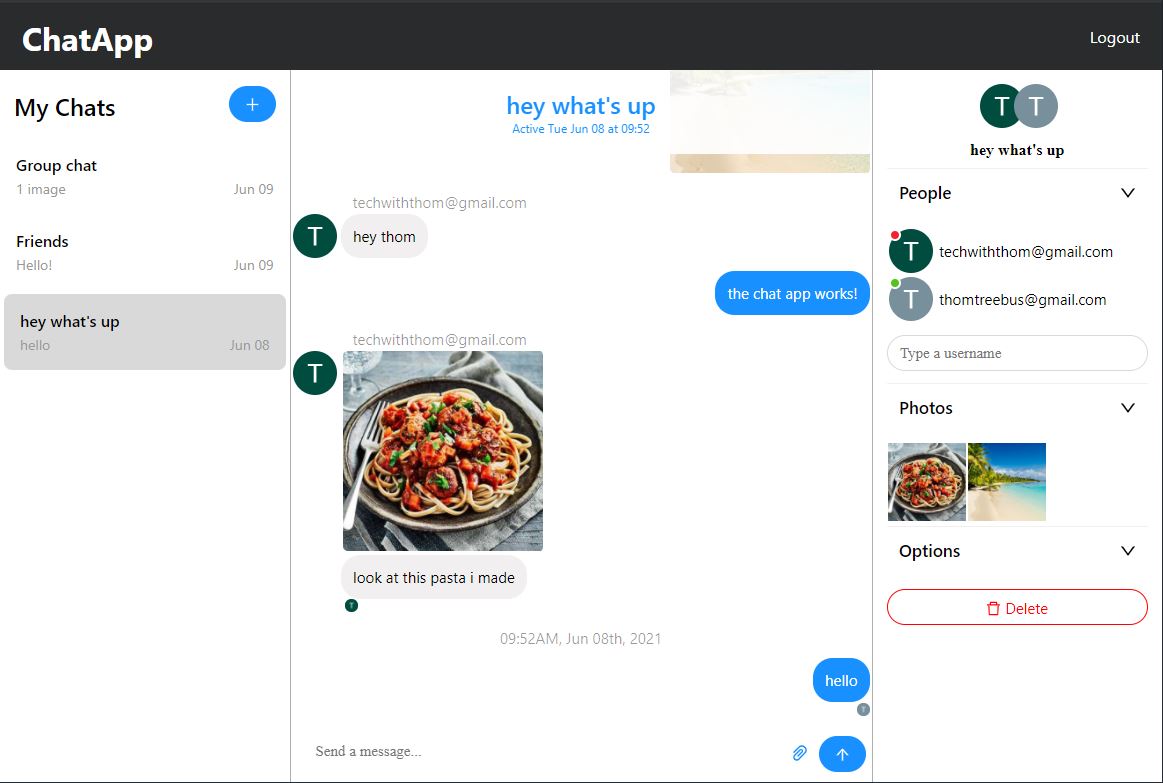 ChatApp
Logout
My Chats
+
Group chat
1 image
Jun 09
Friends
Hello!
Jun 09
hey what's up
hello
Jun 08
hey what's up
Active Tue Jun 08 at 09:52
techwiththom@gmail.com
T
hey thom
the chat app works!
techwiththom@gmail.com
T
look at this pasta i made
T
09:52AM, Jun 08th, 2021
hello
T
Send a message...
T T
hey what's up
People
T
techwiththom@gmail.com
T
thomtreebus@gmail.com
Type a username
Photos
Options
Delete